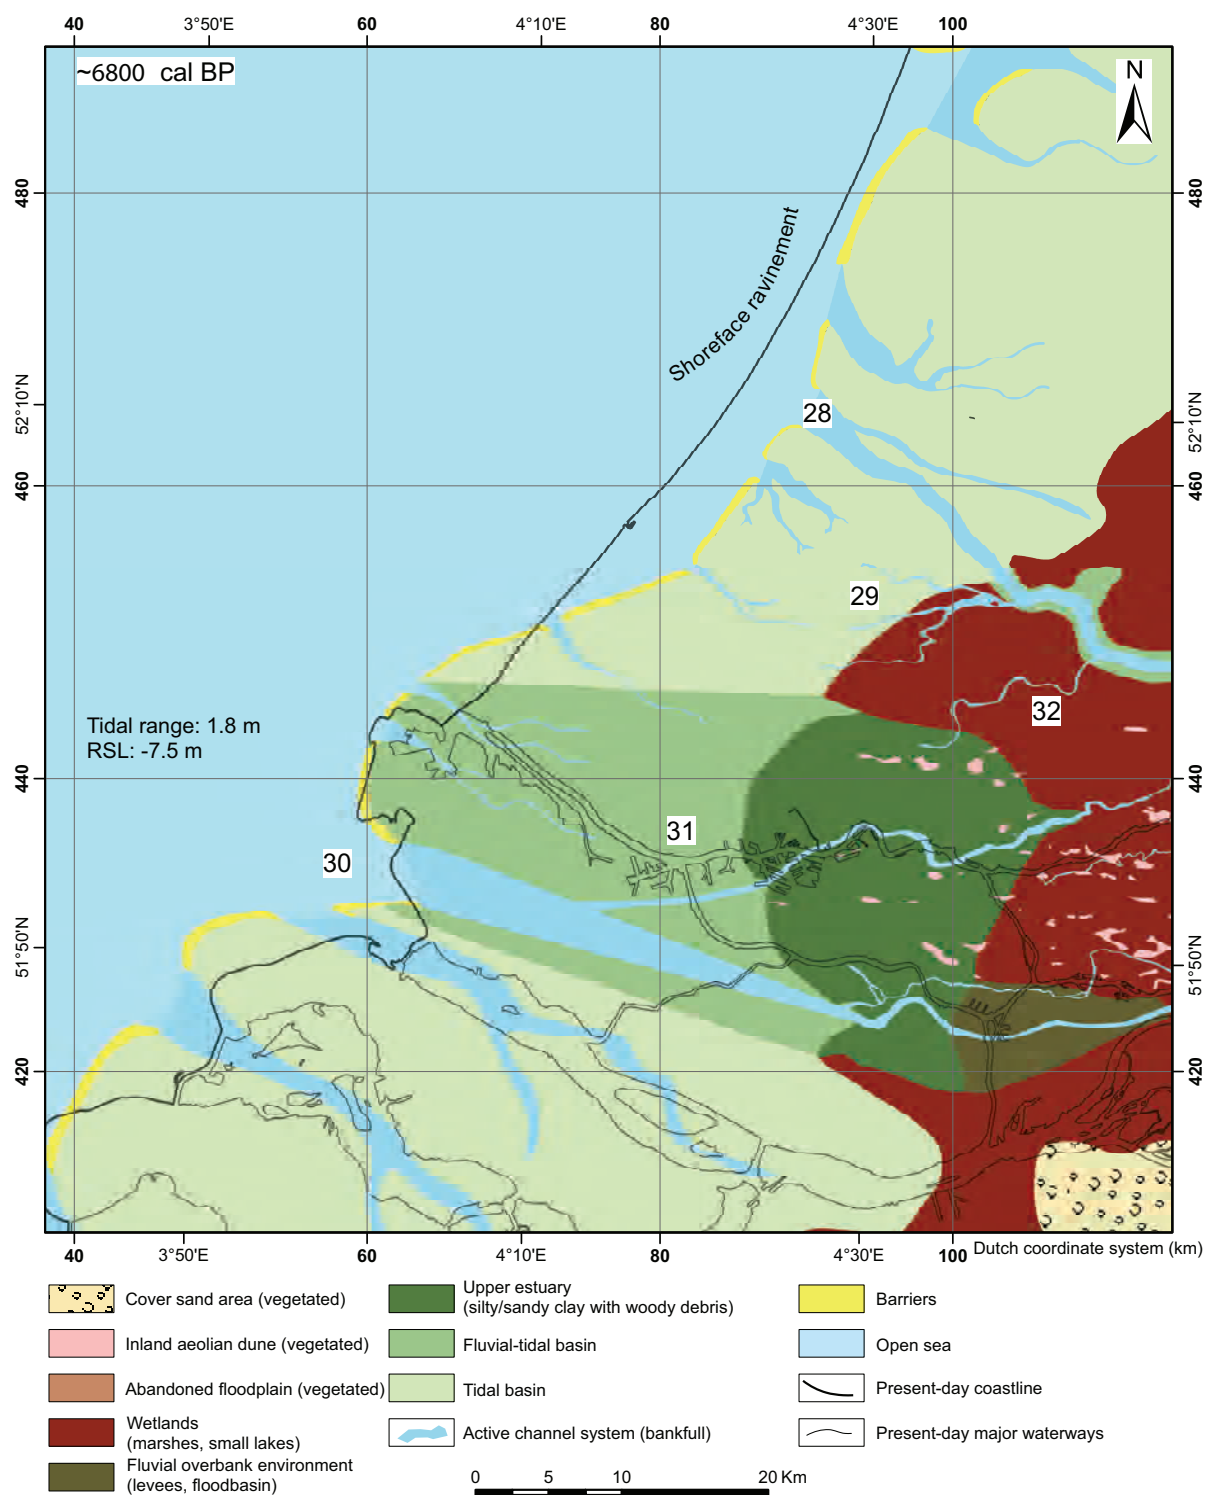 40 3°50'E 60 4°10'E 80 4°30'E 100
~6800 cal BP
N
480 480
Shoreface ravinement
52°10'N 28 52°10'N
460 460
29
32
Tidal range: 1.8 m
RSL: -7.5 m
440 440
31
30
51°50'N 51°50'N
420 420
40 3°50'E 60 4°10'E 80 4°30'E 100 Dutch coordinate system (km)
Cover sand area (vegetated)
Inland aeolian dune (vegetated)
Abandoned floodplain (vegetated)
Wetlands
(marshes, small lakes)
Fluvial overbank environment
(levees, floodbasin)
Upper estuary
(silty/sandy clay with woody debris)
Fluvial-tidal basin
Tidal basin
Active channel system (bankfull)
Barriers
Open sea
Present-day coastline
Present-day major waterways
0 5 10 20 Km